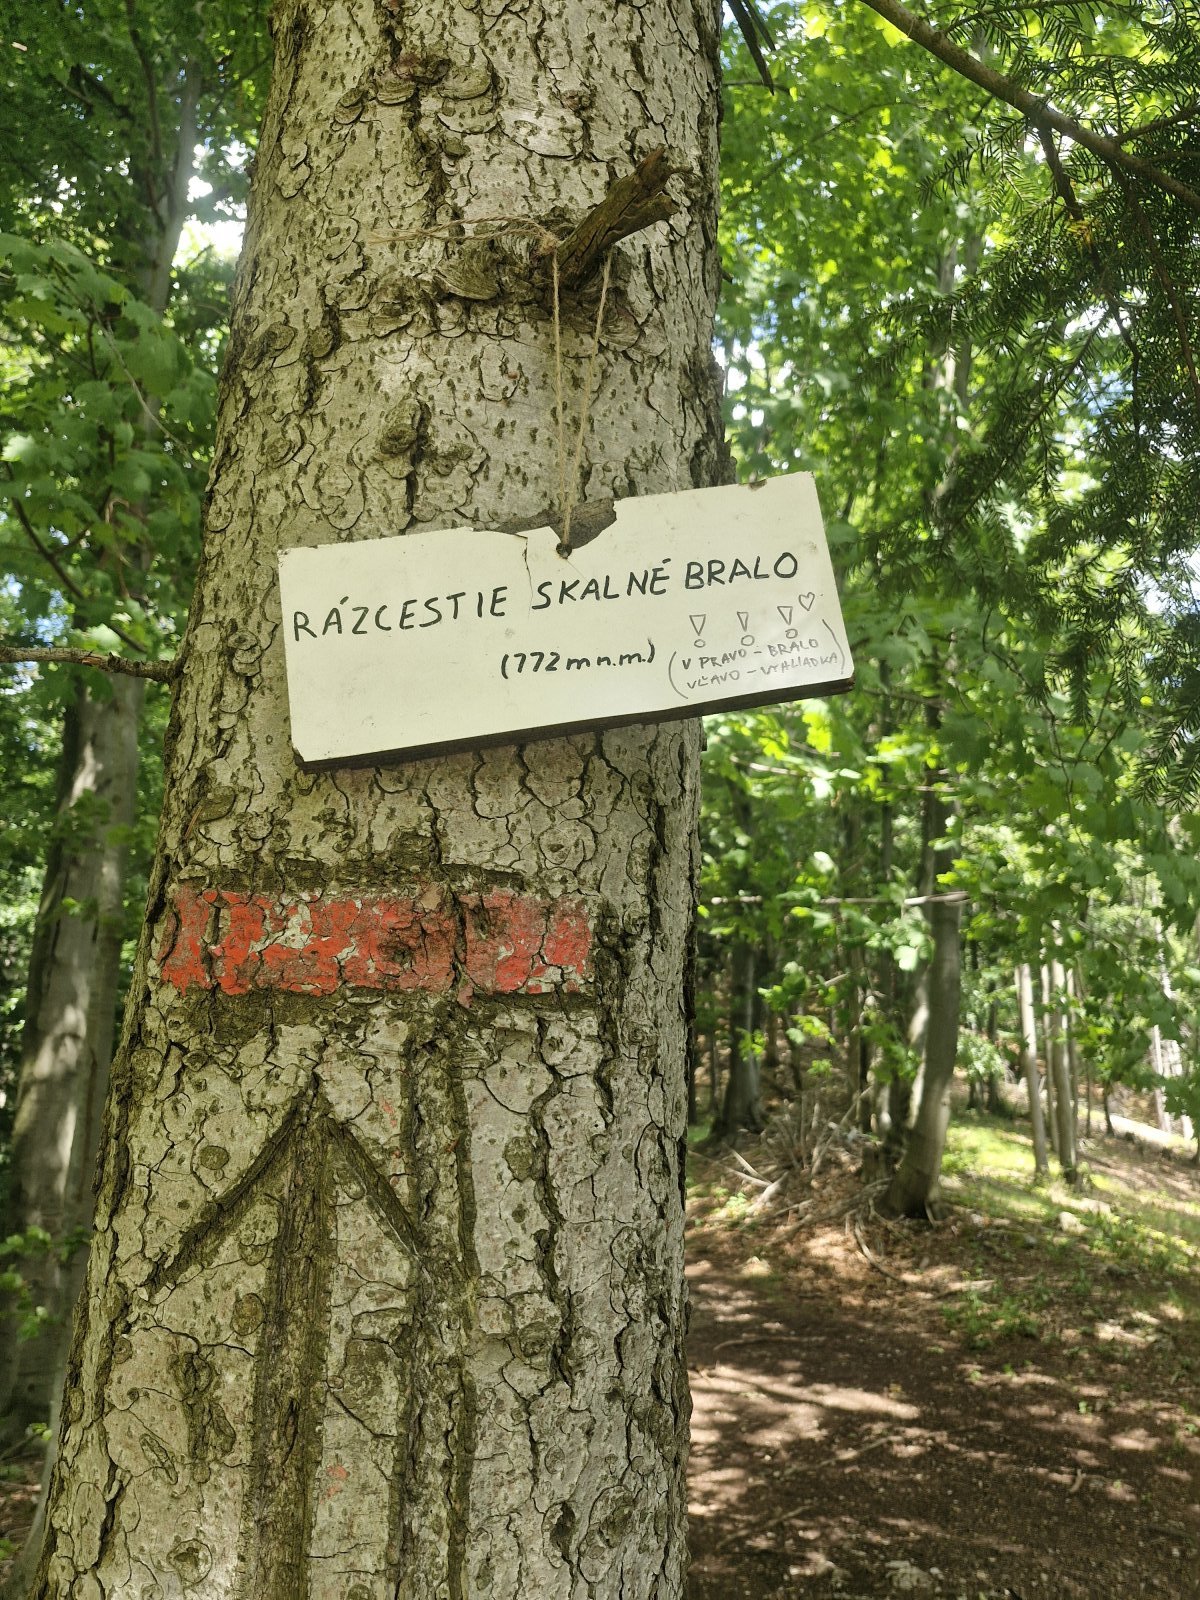 RÁZCESTIE SKALNÉ BRALO
(772 m n.m.)
! ! ! ♡
(V PRAVO - BRALO
VĽAVO - VYHLIADKA)